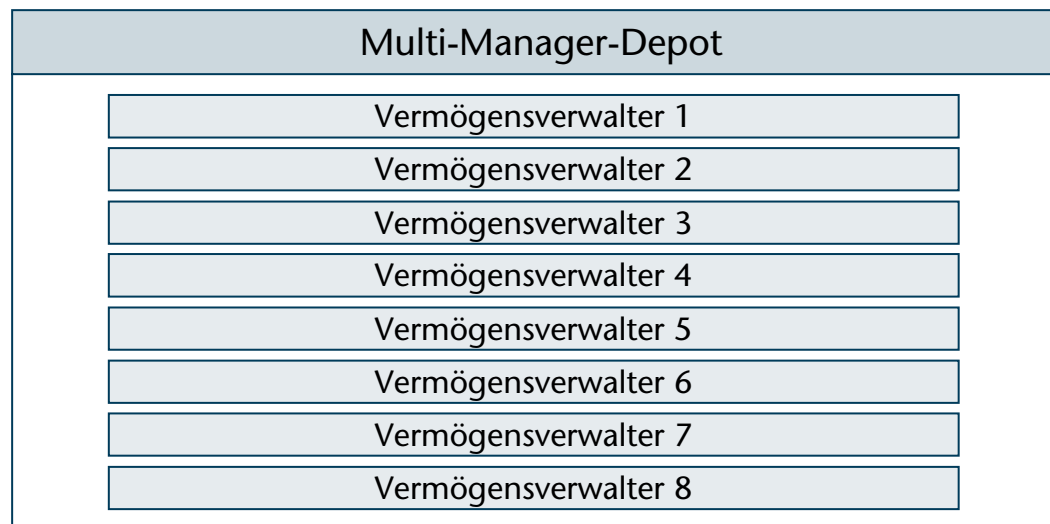 Multi-Manager-Depot
Vermögensverwalter 1
Vermögensverwalter 2
Vermögensverwalter 3
Vermögensverwalter 4
Vermögensverwalter 5
Vermögensverwalter 6
Vermögensverwalter 7
Vermögensverwalter 8